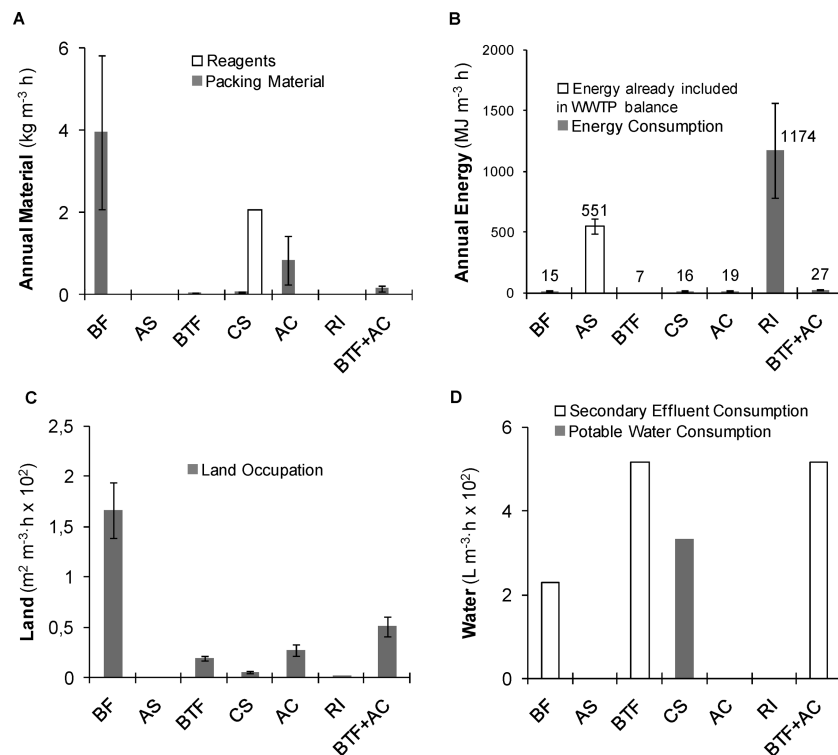 A
Annual Material (kg m-3 h)
6
4
2
0
Reagents
Packing Material
BF
AS
BTF
CS
AC
RI
BTF+AC
B
Annual Energy (MJ m-3 h)
2000
1500
1000
500
0
Energy already included
in WWTP balance
Energy Consumption
15
551
7
16
19
1174
27
BF
AS
BTF
CS
AC
RI
BTF+AC
C
Land (m2 m-3·h x 102)
2,5
2
1,5
1
0,5
0
Land Occupation
BF
AS
BTF
CS
AC
RI
BTF+AC
D
Water (L m-3·h x 102)
6
4
2
0
Secondary Effluent Consumption
Potable Water Consumption
BF
AS
BTF
CS
AC
RI
BTF+AC